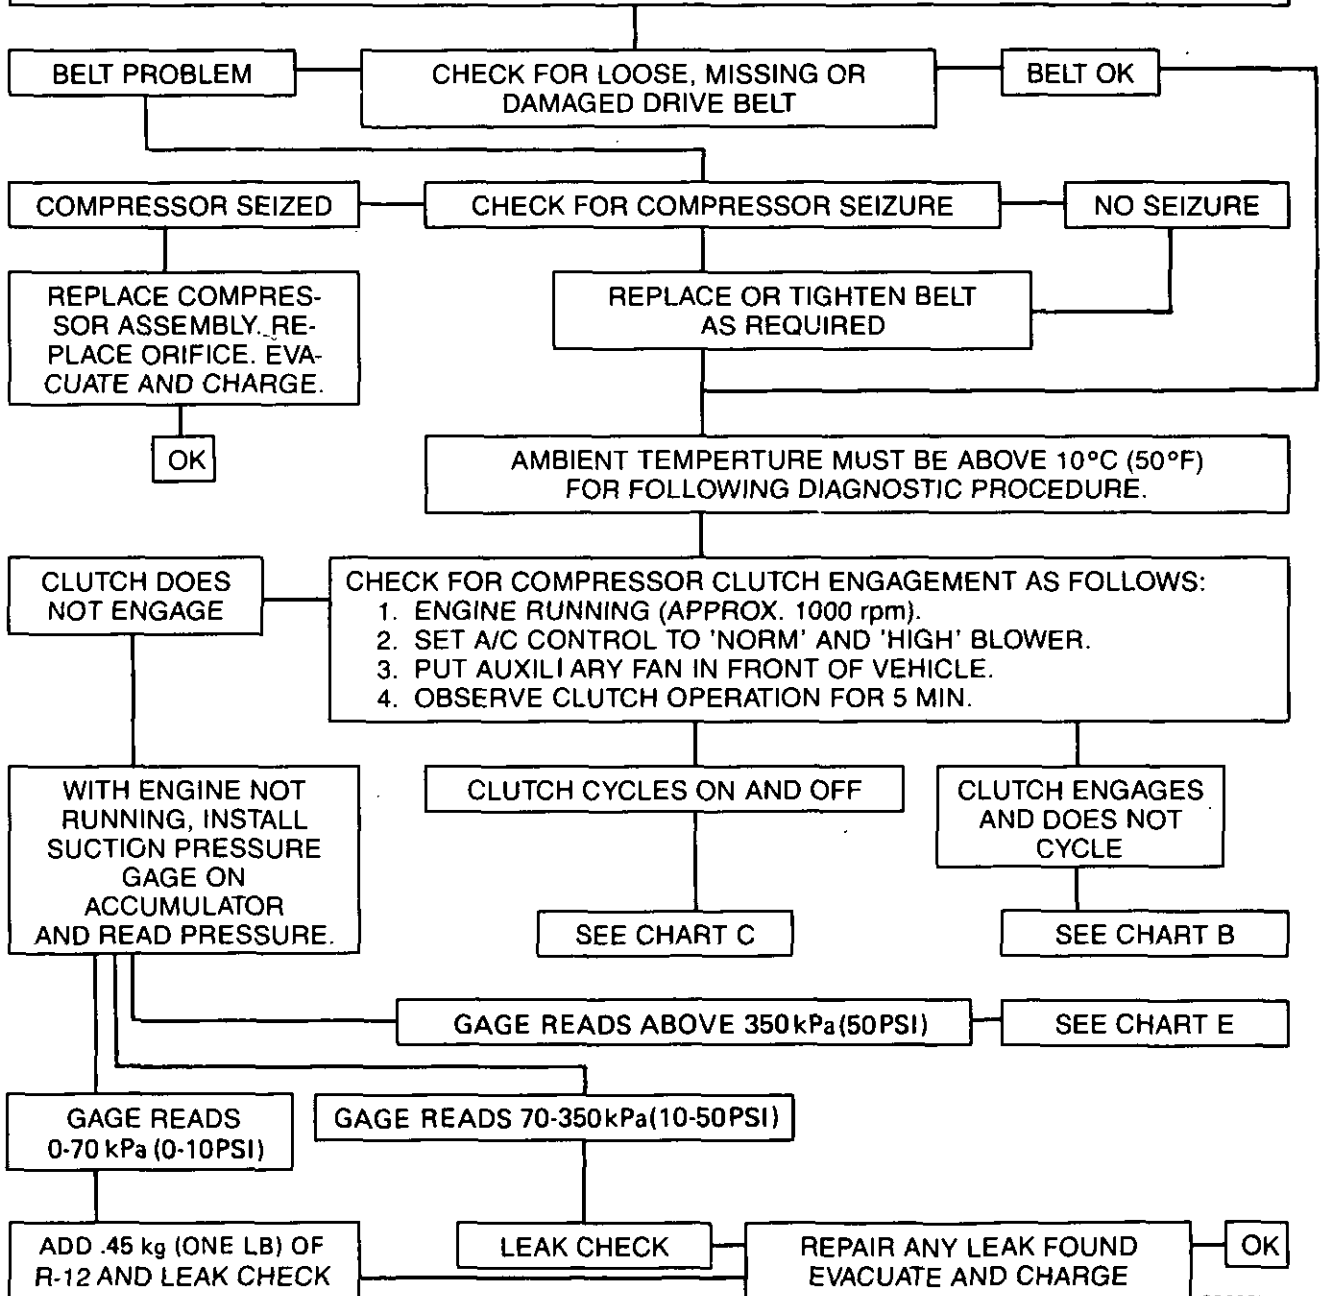 BELT PROBLEM
CHECK FOR LOOSE, MISSING OR
DAMAGED DRIVE BELT
BELT OK
COMPRESSOR SEIZED
CHECK FOR COMPRESSOR SEIZURE
NO SEIZURE
REPLACE COMPRES-
SOR ASSEMBLY. RE-
PLACE ORIFICE. EVA-
CUATE AND CHARGE.
REPLACE OR TIGHTEN BELT
AS REQUIRED
OK
AMBIENT TEMPERTURE MUST BE ABOVE 10°C (50°F)
FOR FOLLOWING DIAGNOSTIC PROCEDURE.
CLUTCH DOES
NOT ENGAGE
CHECK FOR COMPRESSOR CLUTCH ENGAGEMENT AS FOLLOWS:
1. ENGINE RUNNING (APPROX. 1000 rpm).
2. SET A/C CONTROL TO 'NORM' AND 'HIGH' BLOWER.
3. PUT AUXILIARY FAN IN FRONT OF VEHICLE.
4. OBSERVE CLUTCH OPERATION FOR 5 MIN.
WITH ENGINE NOT
RUNNING, INSTALL
SUCTION PRESSURE
GAGE ON
ACCUMULATOR
AND READ PRESSURE.
CLUTCH CYCLES ON AND OFF
CLUTCH ENGAGES
AND DOES NOT
CYCLE
SEE CHART C
SEE CHART B
GAGE READS ABOVE 350 kPa (50 PSI)
SEE CHART E
GAGE READS
0-70 kPa (0-10 PSI)
GAGE READS 70-350 kPa (10-50 PSI)
ADD .45 kg (ONE LB) OF
R-12 AND LEAK CHECK
LEAK CHECK
REPAIR ANY LEAK FOUND
EVACUATE AND CHARGE
OK